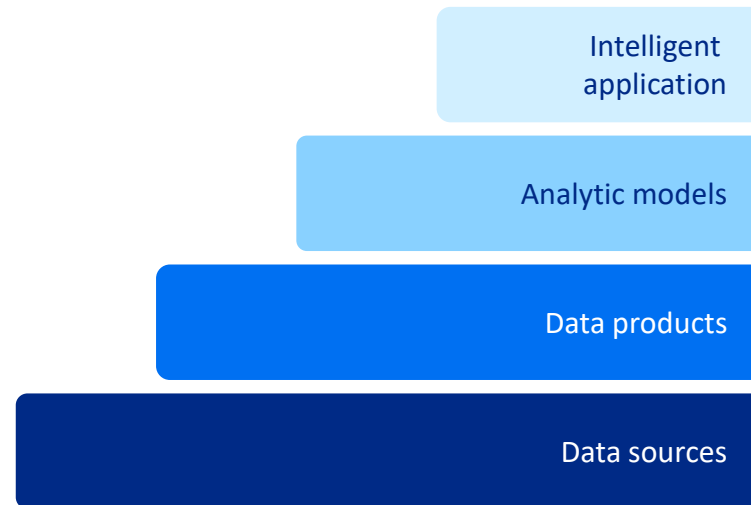 Intelligent
application
Analytic models
Data products
Data sources